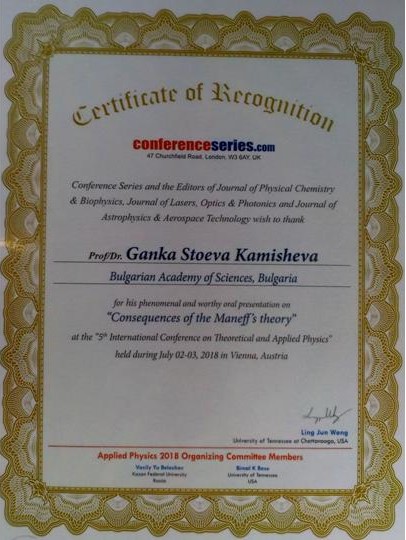 Certificate of Recognition
conferenceseries.com
47 Churchfield Road, London, W3 6AY, UK
Conference Series and the Editors of Journal of Physical Chemistry
& Biophysics, Journal of Lasers, Optics & Photonics and Journal of
Astrophysics & Aerospace Technology wish to thank
Prof/Dr. Ganka Stoeva Kamisheva
Bulgarian Academy of Sciences, Bulgaria
for his phenomenal and worthy oral presentation on
"Consequences of the Maneff's theory"
at the "5th International Conference on Theoretical and Applied Physics"
held during July 02-03, 2018 in Vienna, Austria
Ling Jun Wang
University of Tennessee at Chattanooga, USA
Applied Physics 2018 Organizing Committee Members
Vasily Yu Belashov Bimal K Bose
Kazan Federal University University of Tennessee
Russia USA